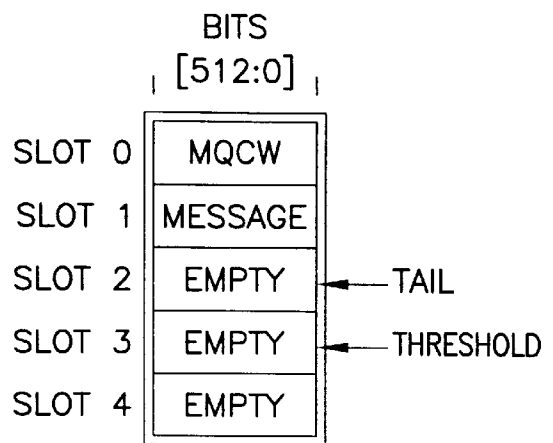 BITS
[512:0]
SLOT 0 MQCW
SLOT 1 MESSAGE
SLOT 2 EMPTY TAIL
SLOT 3 EMPTY THRESHOLD
SLOT 4 EMPTY